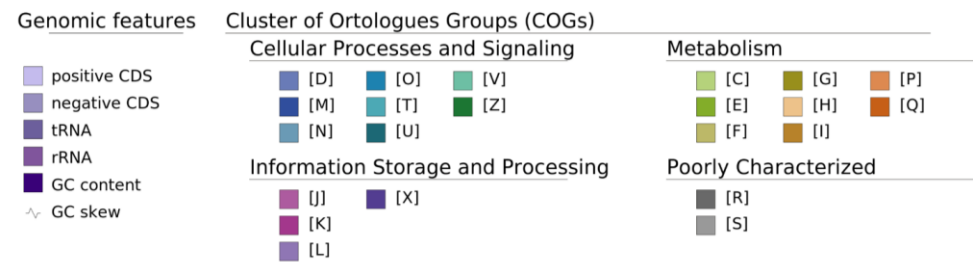 Genomic features
positive CDS
negative CDS
tRNA
rRNA
GC content
GC skew
Cluster of Ortologues Groups (COGs)
Cellular Processes and Signaling
[D] [O] [V]
[M] [T] [Z]
[N] [U]
Metabolism
[C] [G] [P]
[E] [H] [Q]
[F] [I]
Information Storage and Processing
[J] [X]
[K]
[L]
Poorly Characterized
[R]
[S]